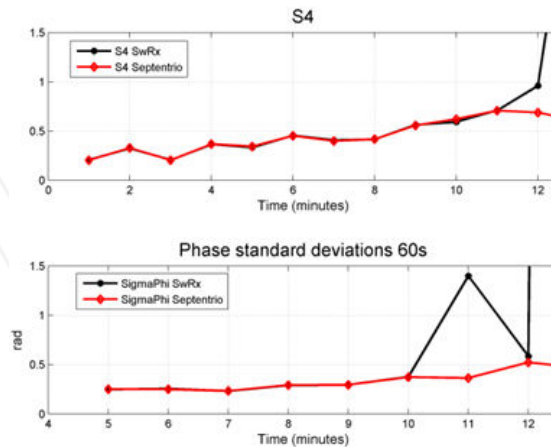 S4
1.5
S4 SwRx
S4 Septentrio
1
0.5
0
0 2 4 6 8 10 12
Time (minutes)
Phase standard deviations 60s
1.5
SigmaPhi SwRx
SigmaPhi Septentrio
1
rad
0.5
0
4 5 6 7 8 9 10 11 12
Time (minutes)